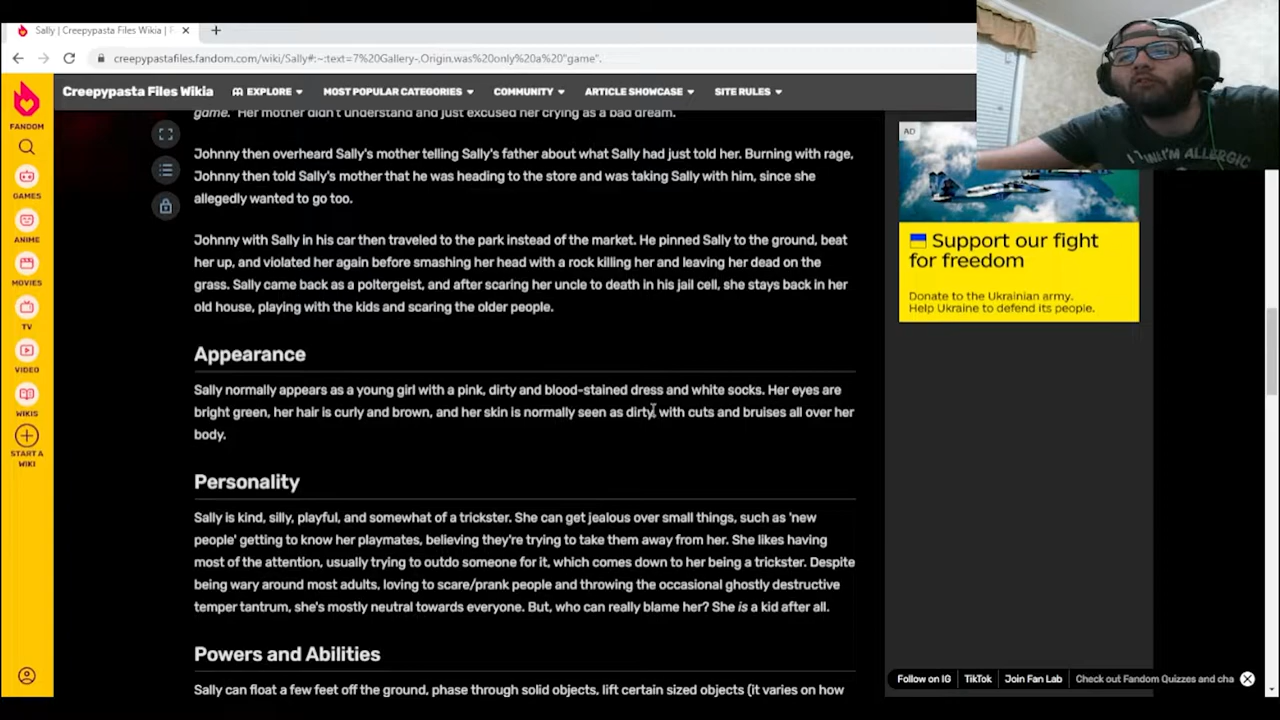 Sally | Creepypasta Files Wikia | F
creepypastafiles.fandom.com/wiki/Sally#:~:text=7%20Gallery-,Origin,was%20only%20a%20"game".
FANDOM
GAMES
ANIME
MOVIES
TV
VIDEO
WIKIS
START A
WIKI
Creepypasta Files Wikia
EXPLORE
MOST POPULAR CATEGORIES
COMMUNITY
ARTICLE SHOWCASE
SITE RULES
game." Her mother didn't understand and just excused her crying as a bad dream.
Johnny then overheard Sally's mother telling Sally's father about what Sally had just told her. Burning with rage,
Johnny then told Sally's mother that he was heading to the store and was taking Sally with him, since she
allegedly wanted to go too.
Johnny with Sally in his car then traveled to the park instead of the market. He pinned Sally to the ground, beat
her up, and violated her again before smashing her head with a rock killing her and leaving her dead on the
grass. Sally came back as a poltergeist, and after scaring her uncle to death in his jail cell, she stays back in her
old house, playing with the kids and scaring the older people.
Appearance
Sally normally appears as a young girl with a pink, dirty and blood-stained dress and white socks. Her eyes are
bright green, her hair is curly and brown, and her skin is normally seen as dirty, with cuts and bruises all over her
body.
Personality
Sally is kind, silly, playful, and somewhat of a trickster. She can get jealous over small things, such as 'new
people' getting to know her playmates, believing they're trying to take them away from her. She likes having
most of the attention, usually trying to outdo someone for it, which comes down to her being a trickster. Despite
being wary around most adults, loving to scare/prank people and throwing the occasional ghostly destructive
temper tantrum, she's mostly neutral towards everyone. But, who can really blame her? She is a kid after all.
Powers and Abilities
Sally can float a few feet off the ground, phase through solid objects, lift certain sized objects (it varies on how
AD
Support our fight
for freedom
Donate to the Ukrainian army.
Help Ukraine to defend its people.
ALLERGIC
Follow on IG
TikTok
Join Fan Lab
Check out Fandom Quizzes and cha